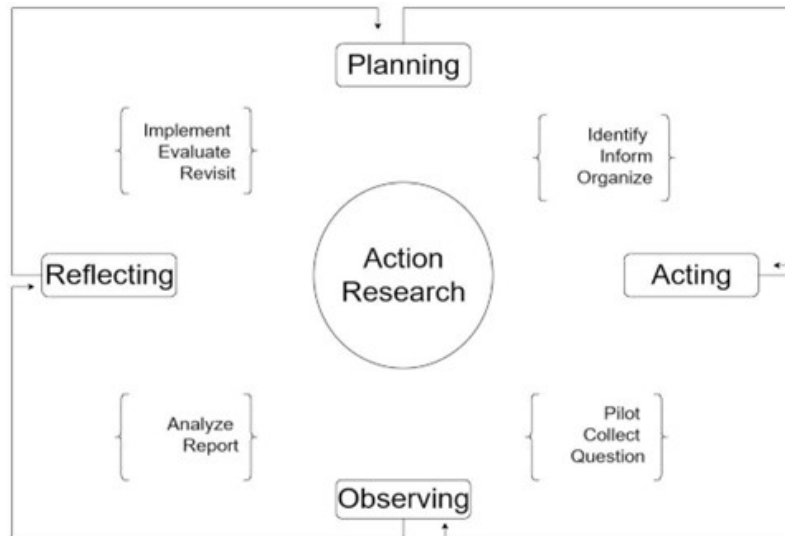 Planning
Implement
Evaluate
Revisit
Identify
Inform
Organize
Reflecting
Action
Research
Acting
Analyze
Report
Pilot
Collect
Question
Observing